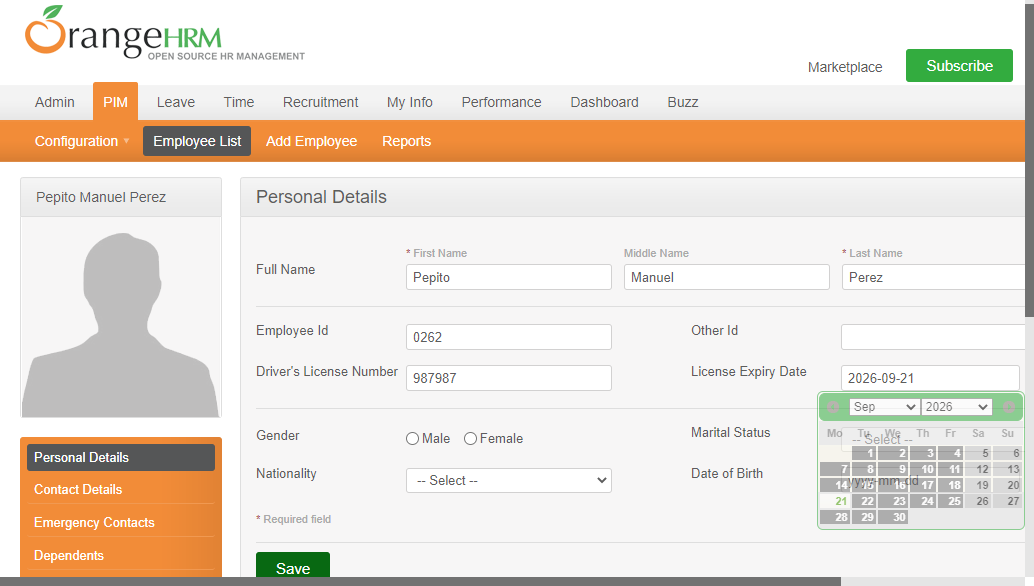 OrangeHRM
OPEN SOURCE HR MANAGEMENT
Marketplace
Subscribe
Admin PIM Leave Time Recruitment My Info Performance Dashboard Buzz
Configuration Employee List Add Employee Reports
Pepito Manuel Perez
Personal Details
Contact Details
Emergency Contacts
Dependents
Personal Details
* First Name Middle Name * Last Name
Full Name Pepito Manuel Perez
Employee Id 0262 Other Id
Driver's License Number 987987 License Expiry Date 2026-09-21
Sep 2026
Mo Tu We Th Fr Sa Su
1 2 3 4 5 6
7 8 9 10 11 12 13
14 15 16 17 18 19 20
21 22 23 24 25 26 27
28 29 30
Gender Male Female Marital Status -- Select --
Nationality -- Select -- Date of Birth yyyy-mm-dd
* Required field
Save